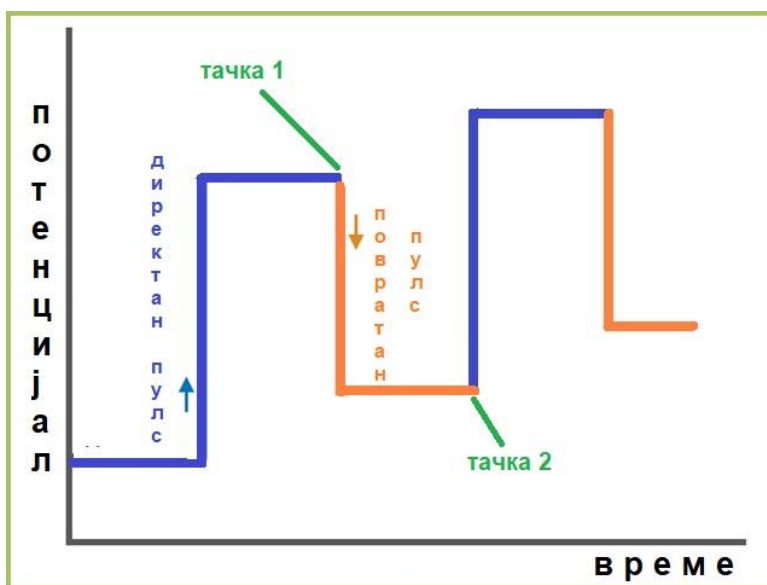 тачка 1
потенцијал
директан пулс
повратан
пулс
тачка 2
време